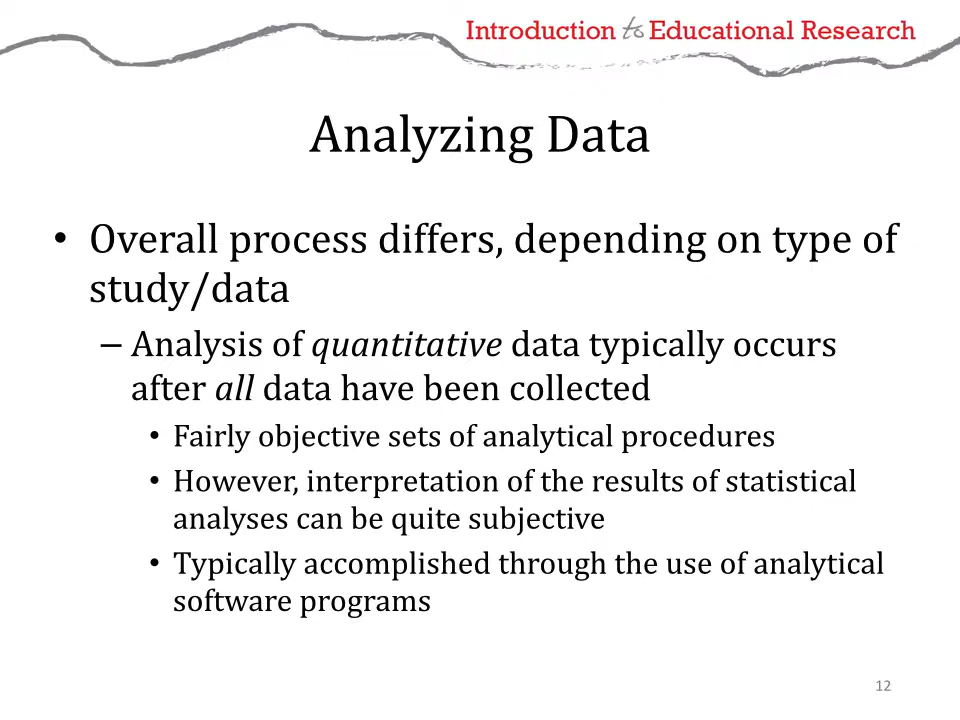 Introduction to Educational Research
Analyzing Data
• Overall process differs, depending on type of
study/data
– Analysis of quantitative data typically occurs
after all data have been collected
• Fairly objective sets of analytical procedures
• However, interpretation of the results of statistical
analyses can be quite subjective
• Typically accomplished through the use of analytical
software programs
12